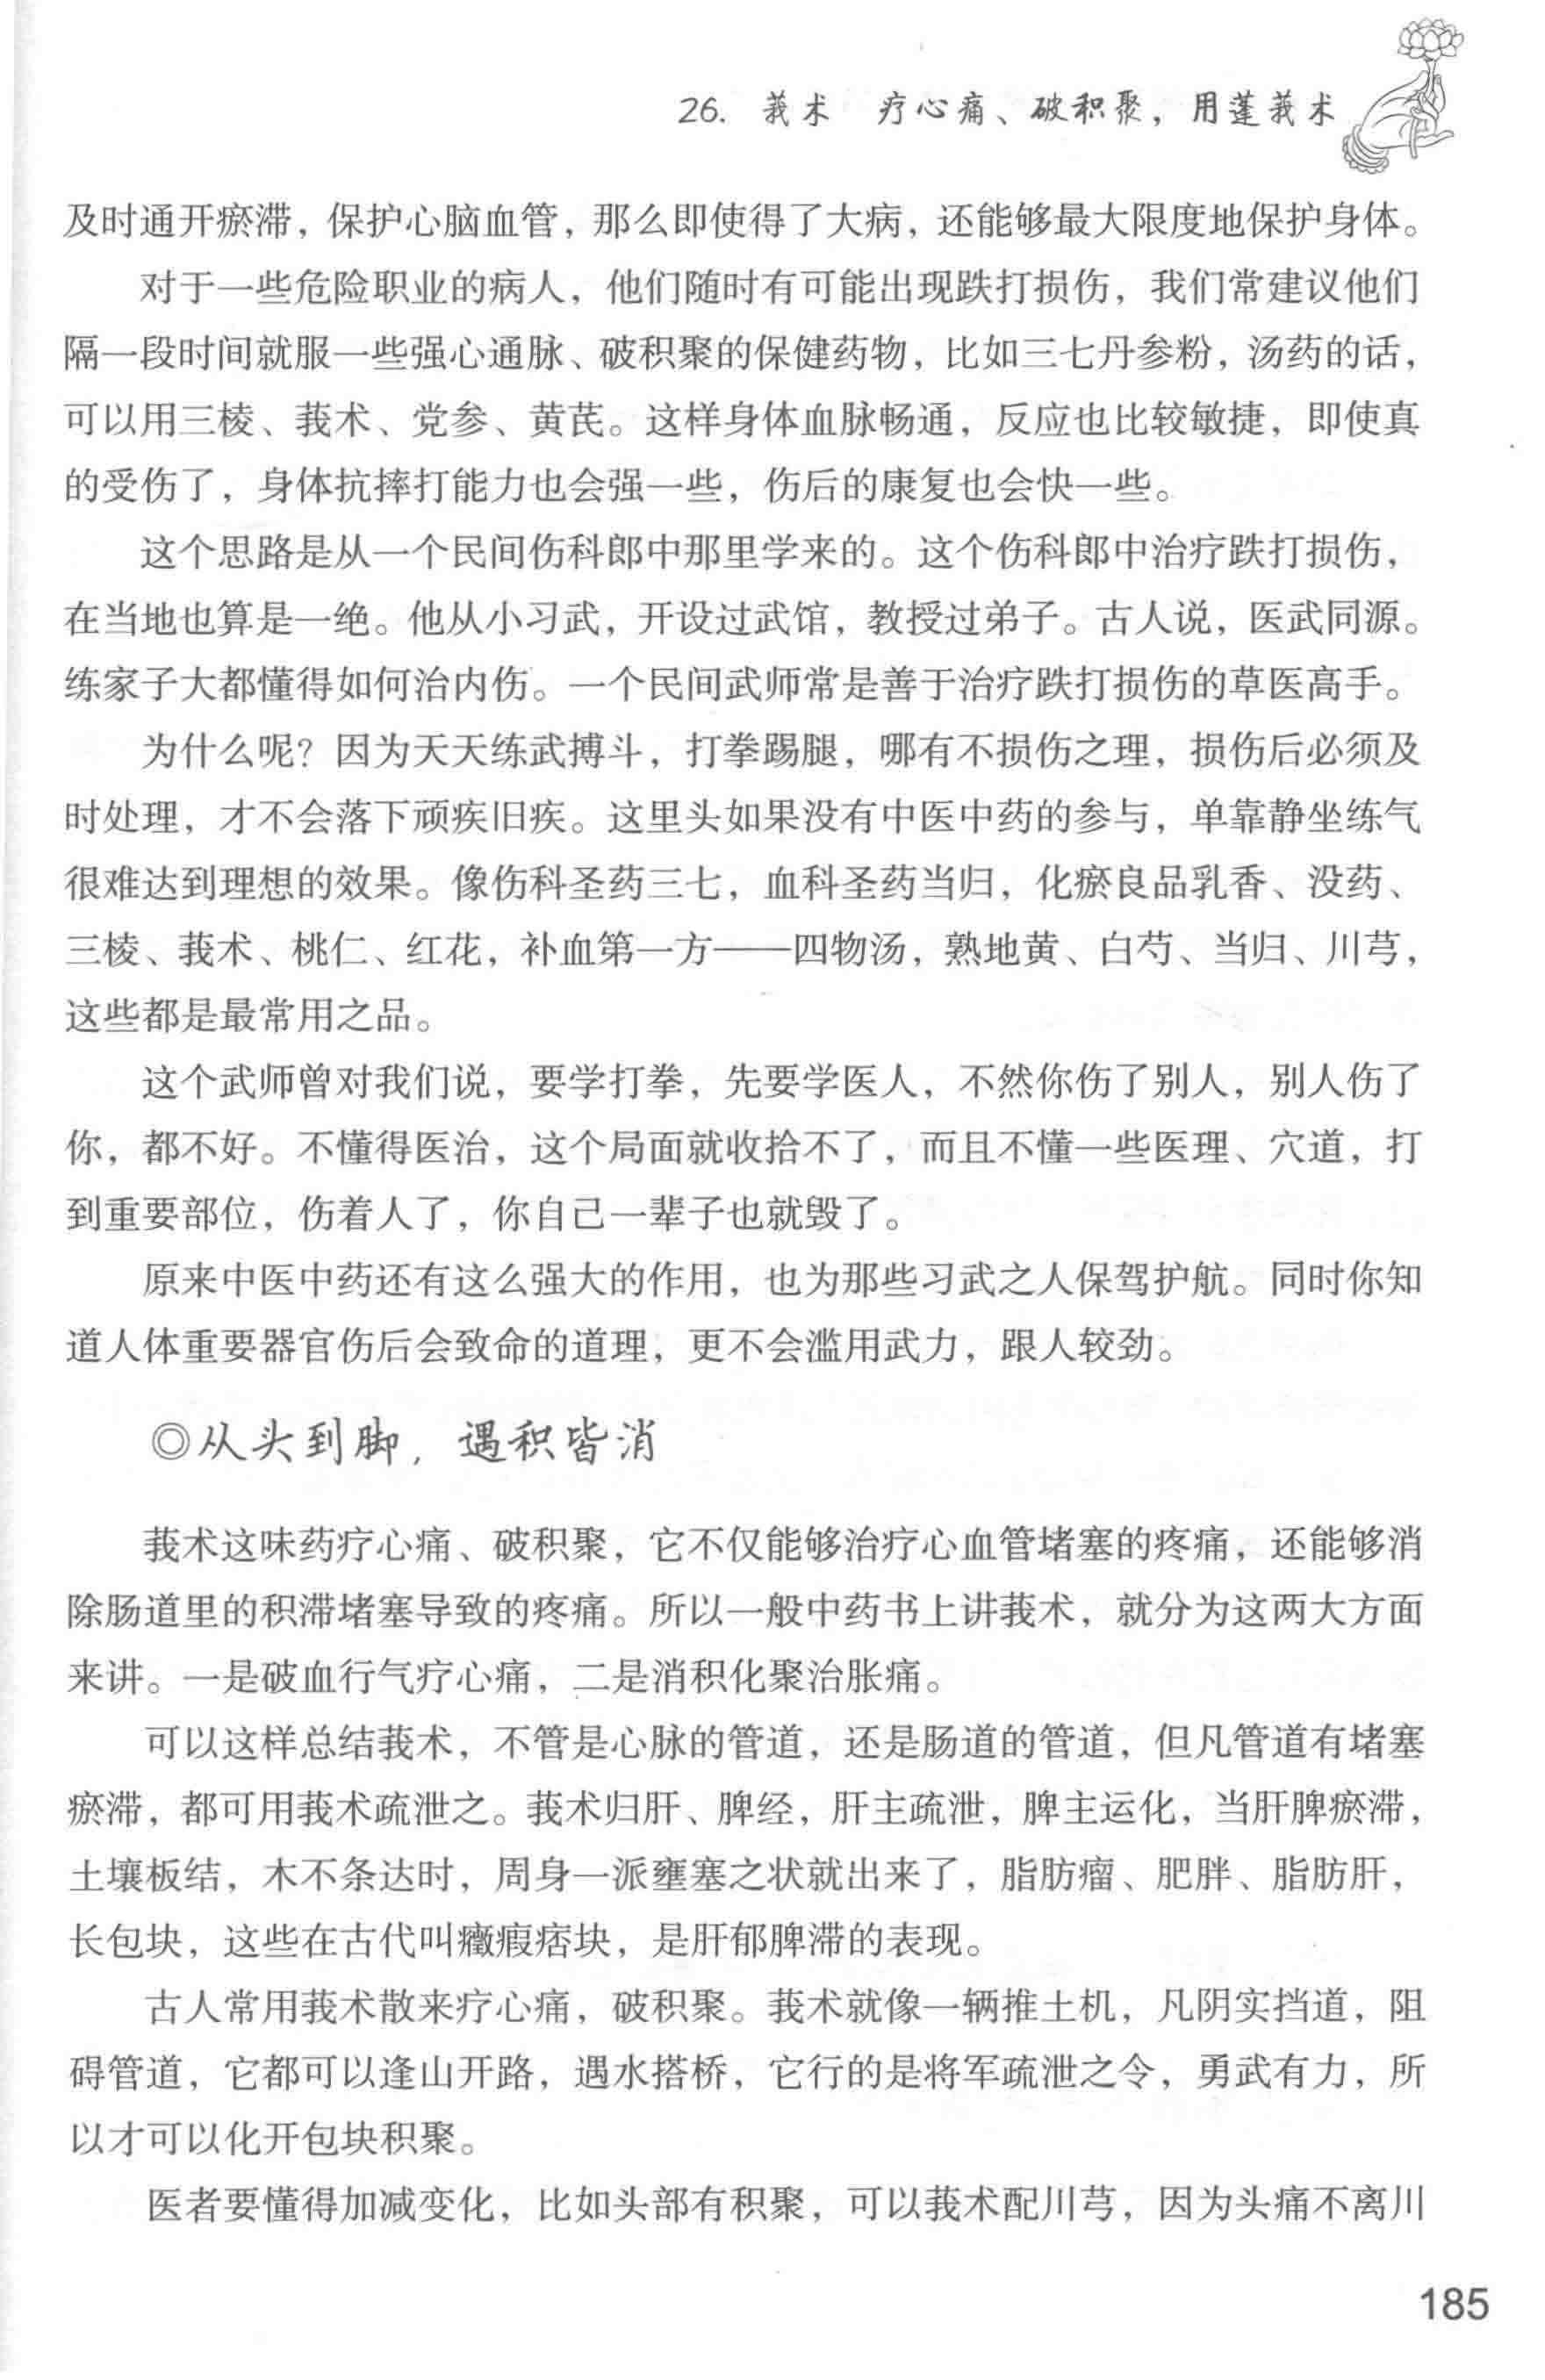 26. 莪术　疗心痛、破积聚，用蓬莪术
及时通开瘀滞，保护心脑血管，那么即使得了大病，还能够最大限度地保护身体。
对于一些危险职业的病人，他们随时有可能出现跌打损伤，我们常建议他们
隔一段时间就服一些强心通脉、破积聚的保健药物，比如三七丹参粉，汤药的话，
可以用三棱、莪术、党参、黄芪。这样身体血脉畅通，反应也比较敏捷，即使真
的受伤了，身体抗摔打能力也会强一些，伤后的康复也会快一些。
这个思路是从一个民间伤科郎中那里学来的。这个伤科郎中治疗跌打损伤，
在当地也算是一绝。他从小习武，开设过武馆，教授过弟子。古人说，医武同源。
练家子大都懂得如何治内伤。一个民间武师常是善于治疗跌打损伤的草医高手。
为什么呢？因为天天练武搏斗，打拳踢腿，哪有不损伤之理，损伤后必须及
时处理，才不会落下顽疾旧疾。这里头如果没有中医中药的参与，单靠静坐练气
很难达到理想的效果。像伤科圣药三七，血科圣药当归，化瘀良品乳香、没药、
三棱、莪术、桃仁、红花，补血第一方——四物汤，熟地黄、白芍、当归、川芎，
这些都是最常用之品。
这个武师曾对我们说，要学打拳，先要学医人，不然你伤了别人，别人伤了
你，都不好。不懂得医治，这个局面就收拾不了，而且不懂一些医理、穴道，打
到重要部位，伤着人了，你自己一辈子也就毁了。
原来中医中药还有这么强大的作用，也为那些习武之人保驾护航。同时你知
道人体重要器官伤后会致命的道理，更不会滥用武力，跟人较劲。
◎从头到脚，遇积皆消
莪术这味药疗心痛、破积聚，它不仅能够治疗心血管堵塞的疼痛，还能够消
除肠道里的积滞堵塞导致的疼痛。所以一般中药书上讲莪术，就分为这两大方面
来讲。一是破血行气疗心痛，二是消积化聚治胀痛。
可以这样总结莪术，不管是心脉的管道，还是肠道的管道，但凡管道有堵塞
瘀滞，都可用莪术疏泄之。莪术归肝、脾经，肝主疏泄，脾主运化，当肝脾瘀滞，
土壤板结，木不条达时，周身一派壅塞之状就出来了，脂肪瘤、肥胖、脂肪肝，
长包块，这些在古代叫癥瘕痞块，是肝郁脾滞的表现。
古人常用莪术散来疗心痛，破积聚。莪术就像一辆推土机，凡阴实挡道，阻
碍管道，它都可以逢山开路，遇水搭桥，它行的是将军疏泄之令，勇武有力，所
以才可以化开包块积聚。
医者要懂得加减变化，比如头部有积聚，可以莪术配川芎，因为头痛不离川
185